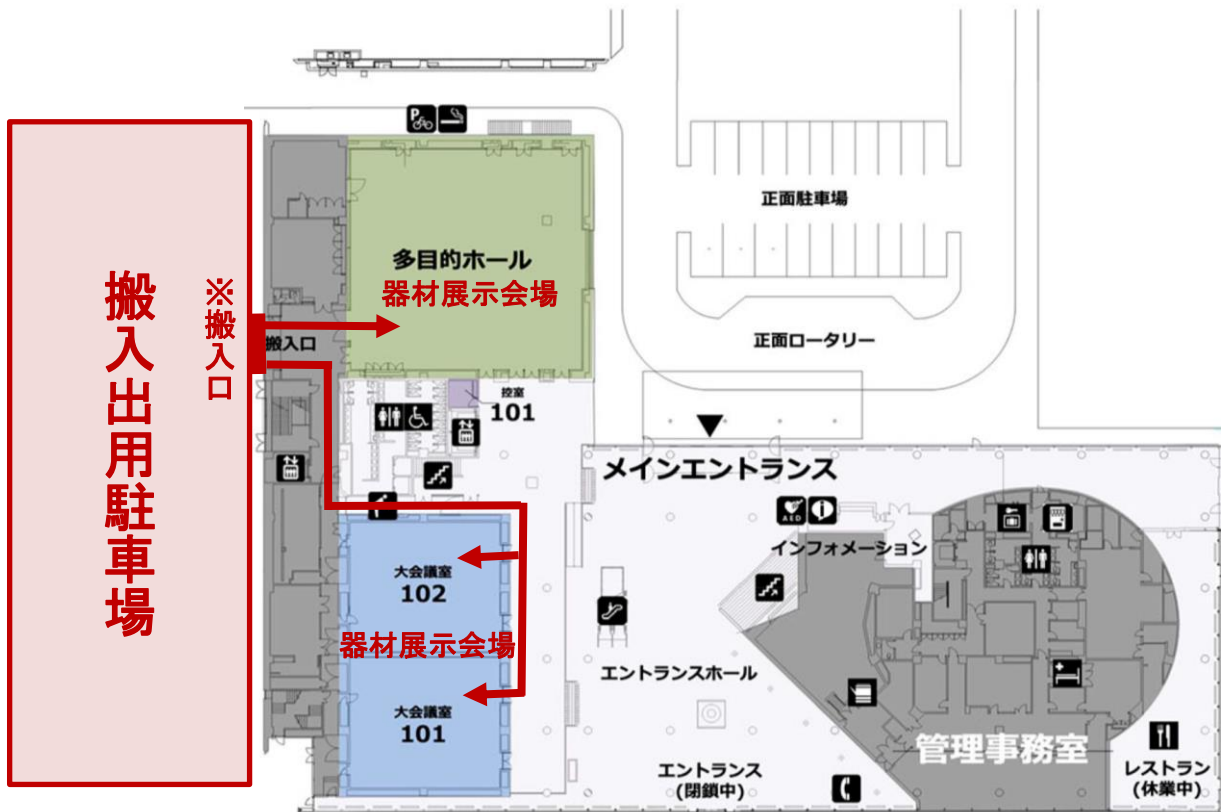 P
正面駐車場
多目的ホール
器材展示会場
搬入出用駐車場
※搬入口
搬入口
正面ロータリー
控室
101
メインエントランス
AED
インフォメーション
大会議室
102
器材展示会場
大会議室
101
エントランスホール
管理事務室
エントランス
(閉鎖中)
レストラン
(休業中)